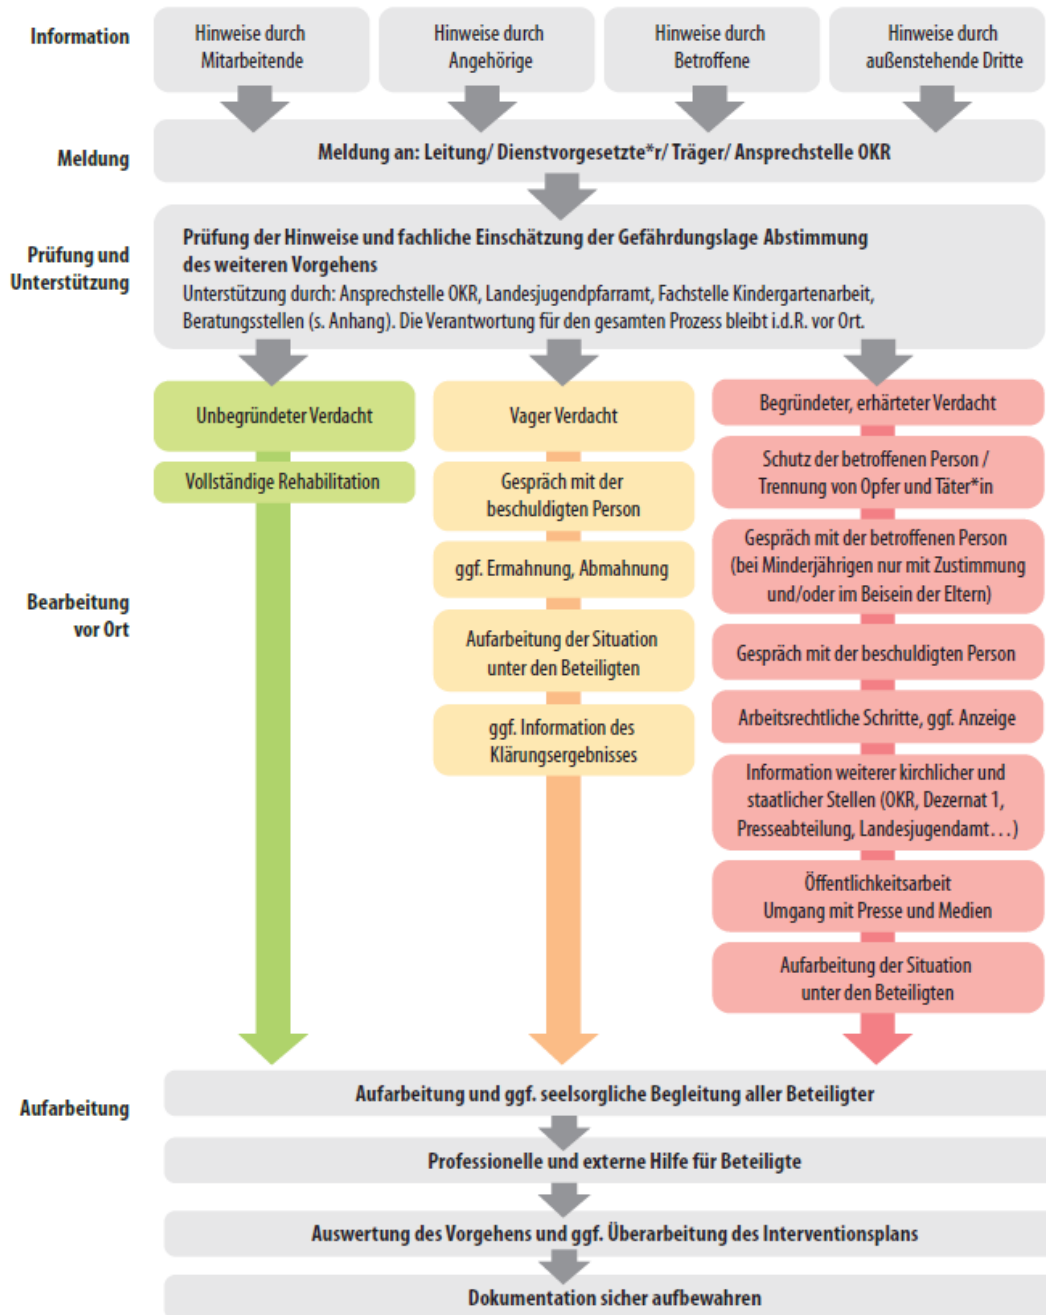 Information
Hinweise durch
Mitarbeitende
Hinweise durch
Angehörige
Hinweise durch
Betroffene
Hinweise durch
außenstehende Dritte
Meldung
Meldung an: Leitung/ Dienstvorgesetzte*r/ Träger/ Ansprechstelle OKR
Prüfung und
Unterstützung
Prüfung der Hinweise und fachliche Einschätzung der Gefährdungslage Abstimmung
des weiteren Vorgehens
Unterstützung durch: Ansprechstelle OKR, Landesjugendpfarramt, Fachstelle Kindergartenarbeit,
Beratungsstellen (s. Anhang). Die Verantwortung für den gesamten Prozess bleibt i.d.R. vor Ort.
Bearbeitung
vor Ort
Unbegründeter Verdacht
Vollständige Rehabilitation
Vager Verdacht
Gespräch mit der
beschuldigten Person
ggf. Ermahnung, Abmahnung
Aufarbeitung der Situation
unter den Beteiligten
ggf. Information des
Klärungsergebnisses
Begründeter, erhärteter Verdacht
Schutz der betroffenen Person /
Trennung von Opfer und Täter*in
Gespräch mit der betroffenen Person
(bei Minderjährigen nur mit Zustimmung
und/oder im Beisein der Eltern)
Gespräch mit der beschuldigten Person
Arbeitsrechtliche Schritte, ggf. Anzeige
Information weiterer kirchlicher und
staatlicher Stellen (OKR, Dezernat 1,
Presseabteilung, Landesjugendamt…)
Öffentlichkeitsarbeit
Umgang mit Presse und Medien
Aufarbeitung der Situation
unter den Beteiligten
Aufarbeitung
Aufarbeitung und ggf. seelsorgliche Begleitung aller Beteiligter
Professionelle und externe Hilfe für Beteiligte
Auswertung des Vorgehens und ggf. Überarbeitung des Interventionsplans
Dokumentation sicher aufbewahren